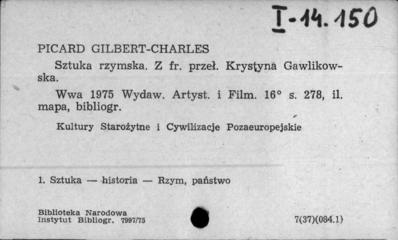 I-14.150
PICARD GILBERT-CHARLES
Sztuka rzymska. Z fr. przeł. Krystyna Gawlikow-
ska.
Wwa 1975 Wydaw. Artyst. i Film. 16° s. 278, il.
mapa, bibliogr.
Kultury Starożytne i Cywilizacje Pozaeuropejskie
1. Sztuka — historia — Rzym, państwo
Biblioteka Narodowa
Instytut Bibliogr. 7997/75
7(37)(084.1)